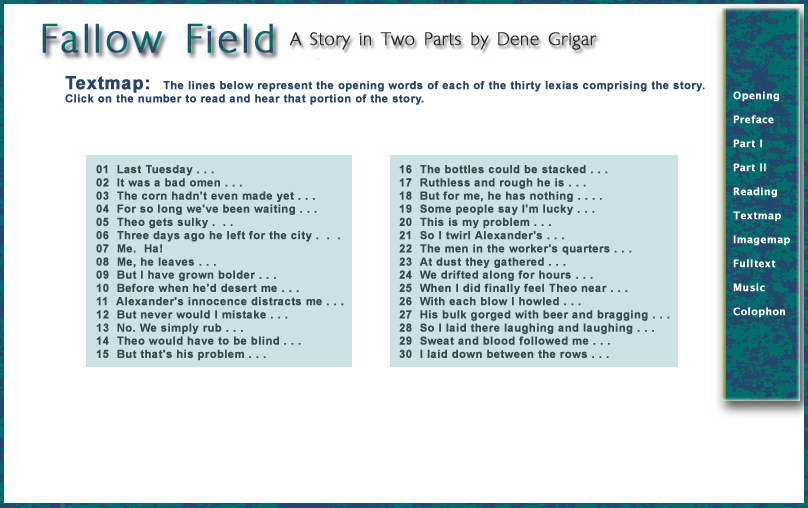 Fallow Field A Story in Two Parts by Dene Grigar
Textmap: The lines below represent the opening words of each of the thirty lexias comprising the story.
Click on the number to read and hear that portion of the story.
01 Last Tuesday . . .
02 It was a bad omen . . .
03 The corn hadn't even made yet . . .
04 For so long we've been waiting . . .
05 Theo gets sulky . . .
06 Three days ago he left for the city . . .
07 Me. Ha!
08 Me, he leaves . . .
09 But I have grown bolder . . .
10 Before when he'd desert me . . .
11 Alexander's innocence distracts me . . .
12 But never would I mistake . . .
13 No. We simply rub . . .
14 Theo would have to be blind . . .
15 But that's his problem . . .
16 The bottles could be stacked . . .
17 Ruthless and rough he is . . .
18 But for me, he has nothing . . . .
19 Some people say I'm lucky . . .
20 This is my problem . . .
21 So I twirl Alexander's . . .
22 The men in the worker's quarters . . .
23 At dust they gathered . . .
24 We drifted along for hours . . .
25 When I did finally feel Theo near . . .
26 With each blow I howled . . .
27 His bulk gorged with beer and bragging . . .
28 So I laid there laughing and laughing . . .
29 Sweat and blood followed me . . .
30 I laid down between the rows . . .
Opening
Preface
Part I
Part II
Reading
Textmap
Imagemap
Fulltext
Music
Colophon